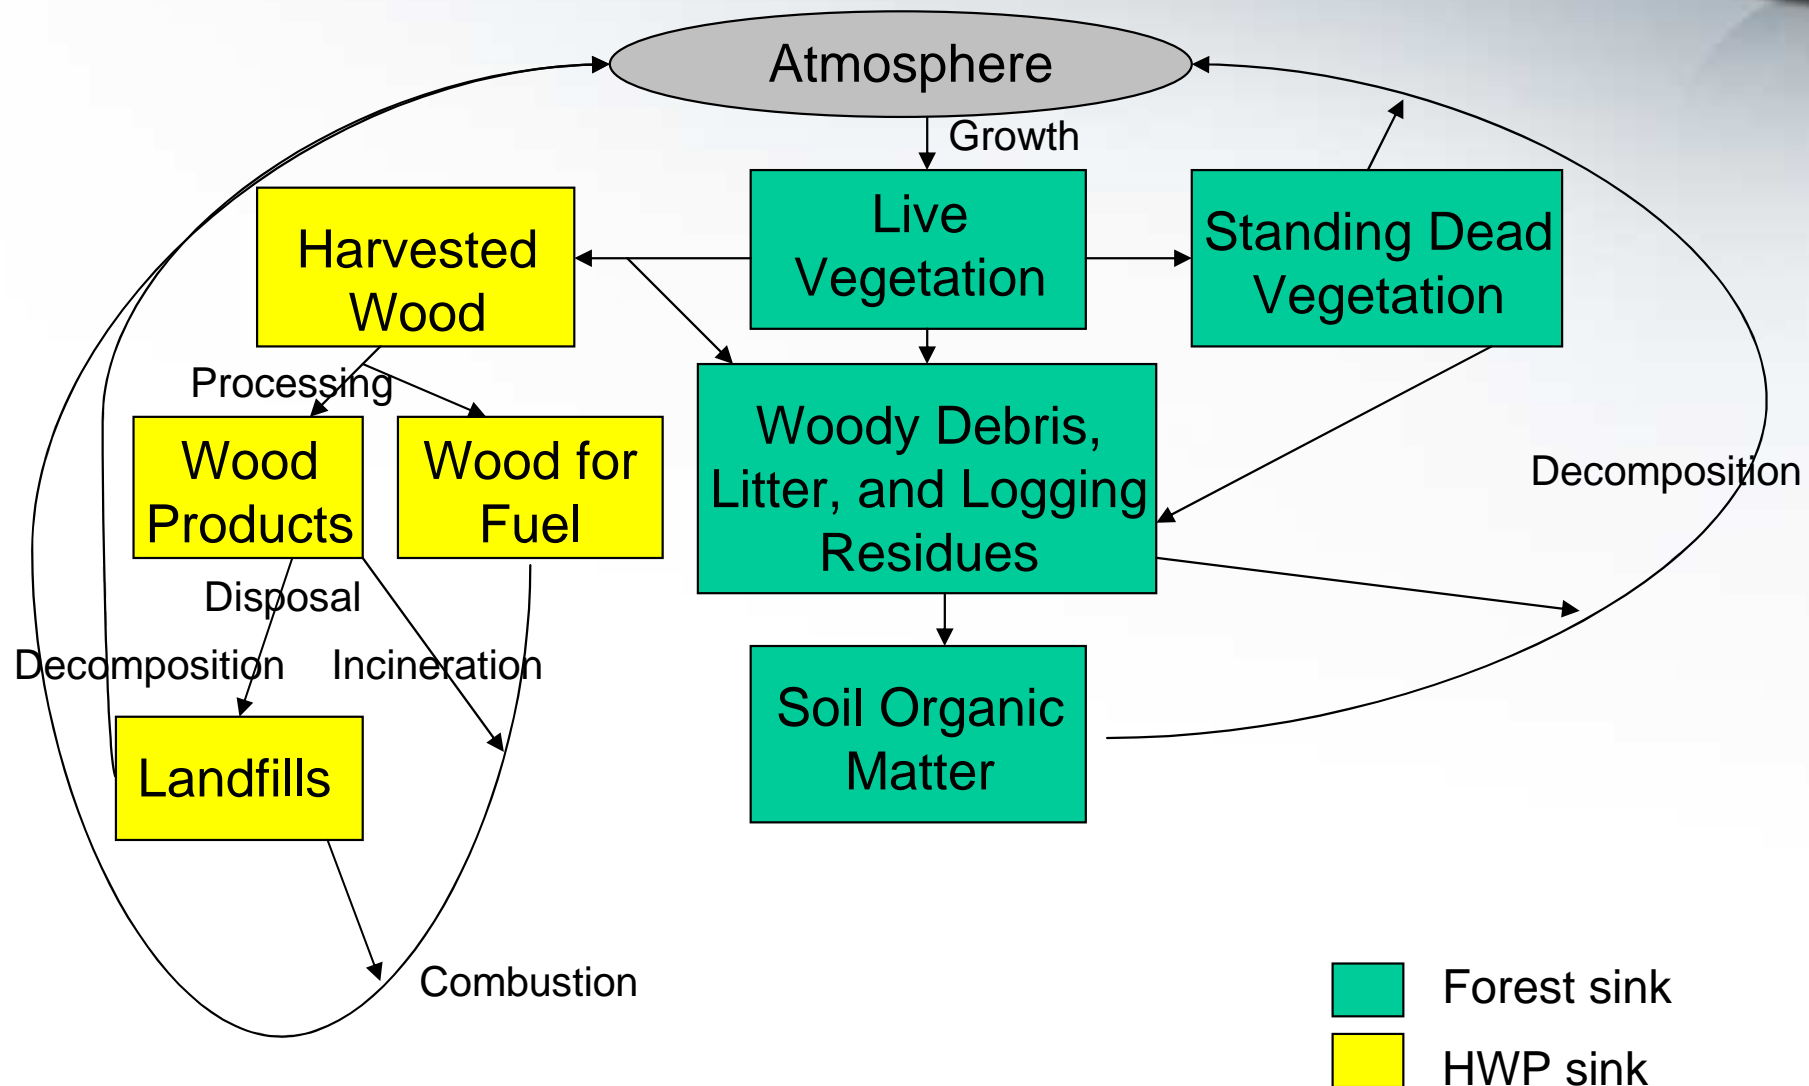 Atmosphere
Growth
Live
Vegetation
Standing Dead
Vegetation
Harvested
Wood
Processing
Wood
Products
Wood for
Fuel
Woody Debris,
Litter, and Logging
Residues
Decomposition
Disposal
Decomposition
Incineration
Soil Organic
Matter
Landfills
Combustion
Forest sink
HWP sink